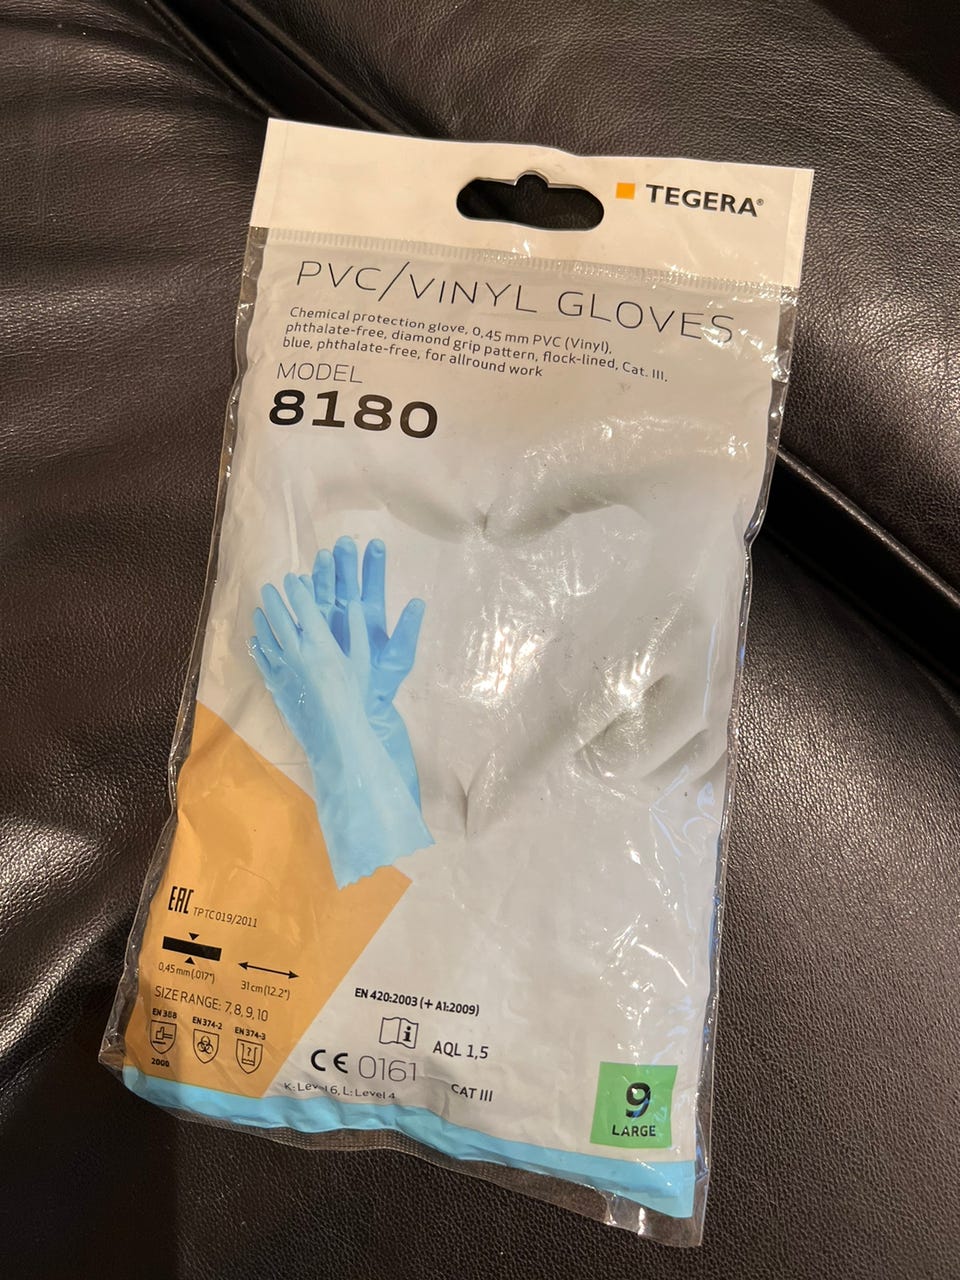 TEGERA®
PVC/VINYL GLOVES
Chemical protection glove, 0,45 mm PVC (Vinyl),
phthalate-free, diamond grip pattern, flock-lined, Cat. III,
blue, phthalate-free, for allround work
MODEL
8180
EAC TP TC 019/2011
0,45 mm (.017")
31 cm (12.2")
SIZE RANGE: 7, 8, 9, 10
EN 388
EN 374-2
EN 374-3
2000
EN 420:2003 (+ A1:2009)
i
AQL 1,5
CE 0161
CAT III
K: Level 6, L: Level 4
9
LARGE